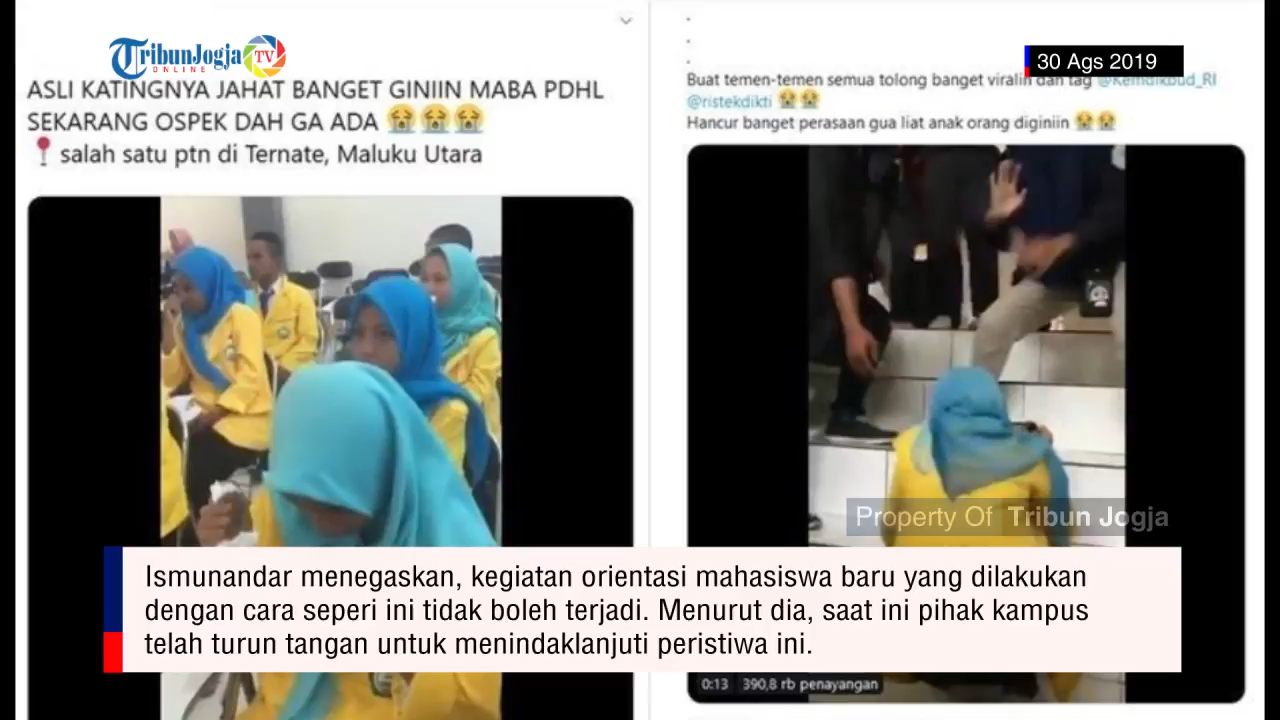 TribunJogja TV
ONLINE
30 Ags 2019
ASLI KATINGNYA JAHAT BANGET GINIIN MABA PDHL
SEKARANG OSPEK DAH GA ADA 😭😭😭
📍salah satu ptn di Ternate, Maluku Utara
.
.
.
Buat temen-temen semua tolong banget viralin dan tag @Kemdikbud_RI
@ristekdikti 😭😭
Hancur banget perasaan gua liat anak orang diginiin 😭😭
Property Of Tribun Jogja
Ismunandar menegaskan, kegiatan orientasi mahasiswa baru yang dilakukan
dengan cara seperi ini tidak boleh terjadi. Menurut dia, saat ini pihak kampus
telah turun tangan untuk menindaklanjuti peristiwa ini.
0:13 390,8 rb penayangan